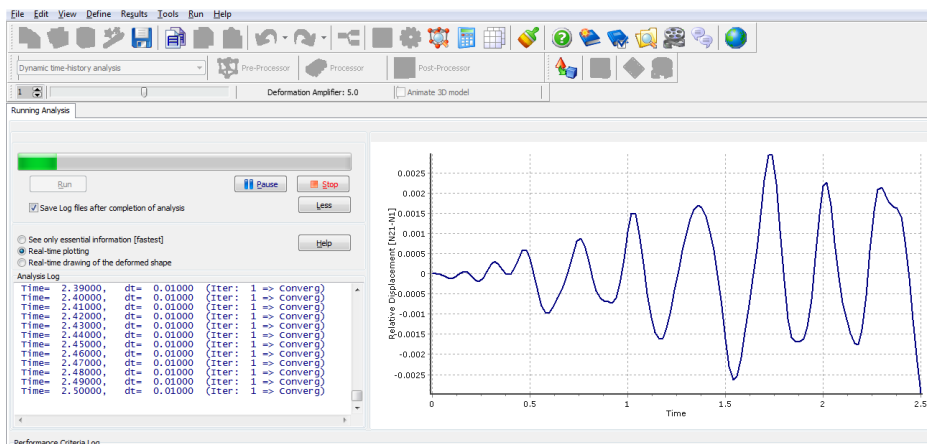 File Edit View Define Results Tools Run Help
Dynamic time-history analysis Pre-Processor Processor Post-Processor
1 Deformation Amplifier: 5.0 Animate 3D model
Running Analysis
Run Pause Stop
Save Log files after completion of analysis Less
See only essential information [fastest]
Real-time plotting
Real-time drawing of the deformed shape
Help
Analysis Log
Time= 2.39000, dt= 0.01000 (Iter: 1 => Converg)
Time= 2.40000, dt= 0.01000 (Iter: 1 => Converg)
Time= 2.41000, dt= 0.01000 (Iter: 1 => Converg)
Time= 2.42000, dt= 0.01000 (Iter: 1 => Converg)
Time= 2.43000, dt= 0.01000 (Iter: 1 => Converg)
Time= 2.44000, dt= 0.01000 (Iter: 1 => Converg)
Time= 2.45000, dt= 0.01000 (Iter: 1 => Converg)
Time= 2.46000, dt= 0.01000 (Iter: 1 => Converg)
Time= 2.47000, dt= 0.01000 (Iter: 1 => Converg)
Time= 2.48000, dt= 0.01000 (Iter: 1 => Converg)
Time= 2.49000, dt= 0.01000 (Iter: 1 => Converg)
Time= 2.50000, dt= 0.01000 (Iter: 1 => Converg)
Performance Criteria Log
Relative Displacement [N21-N1]
0.0025
0.002
0.0015
0.001
0.0005
0
-0.0005
-0.001
-0.0015
-0.002
-0.0025
0 0.5 1 1.5 2 2.5
Time